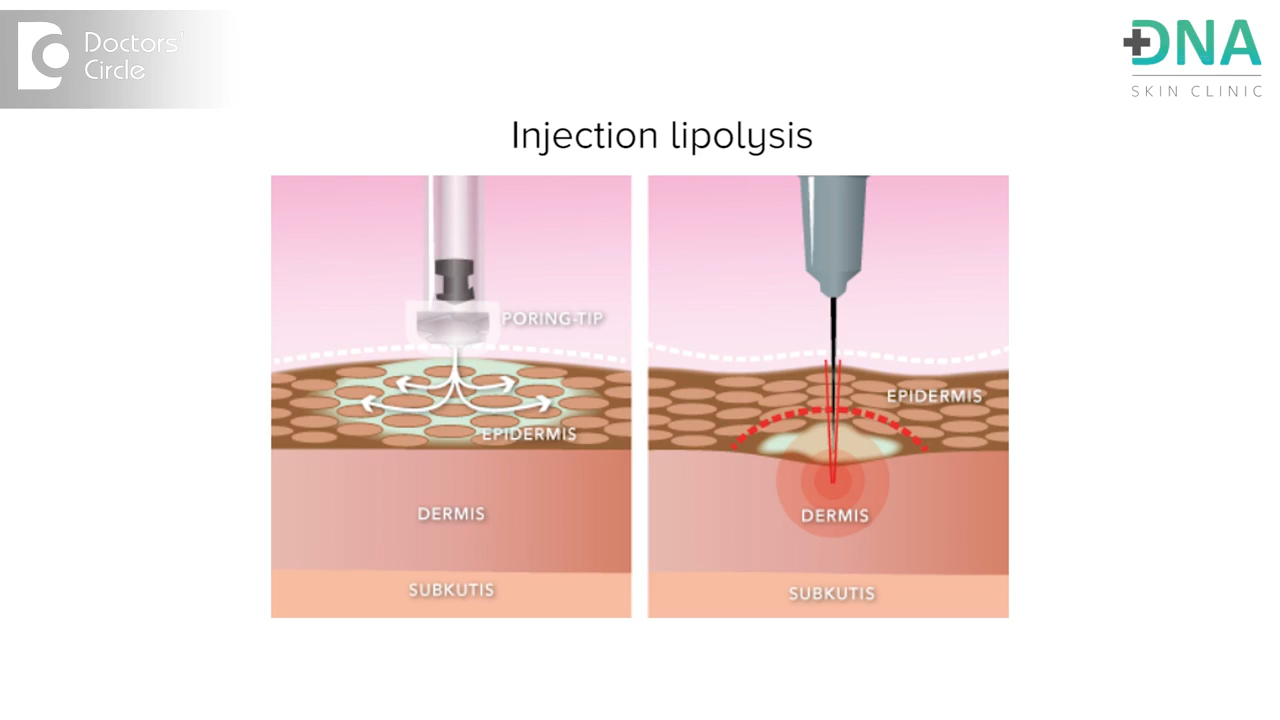 Doctors'
Circle
DNA
SKIN CLINIC
Injection lipolysis
PORING-TIP
EPIDERMIS
DERMIS
SUBKUTIS
EPIDERMIS
DERMIS
SUBKUTIS